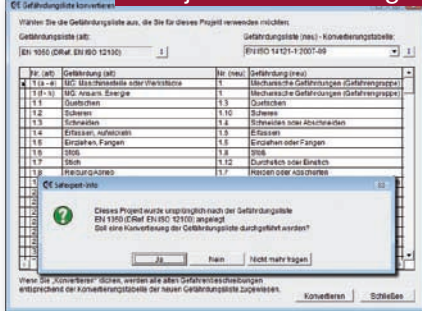 Gefährdungsliste konvertieren
Wählen Sie die Gefährdungsliste aus, die Sie für dieses Projekt verwenden möchten:
Gefährdungsliste (alt):
Gefährdungsliste (neu) - Konvertierungstabelle:
EN 1050 (DRef. EN ISO 12100)
EN ISO 14121-1:2007-09
Nr. (alt) Gefährdung (alt) Nr. (neu) Gefährdung (neu)
1 (a - e) MG: Maschinenteile oder Werkstücke 1 Mechanische Gefährdungen (Gefahrengruppe)
1 (f - h) MG: Ansam. Energie 1 Mechanische Gefährdungen (Gefahrengruppe)
1.1 Quetschen 1.3 Quetschen
1.2 Scheren 1.10 Scheren
1.3 Schneiden 1.4 Schneiden oder Abschneiden
1.4 Erfassen, Aufwickeln 1.5 Erfassen
1.5 Einziehen, Fangen 1.6 Einziehen oder Fangen
1.6 Stoß 1.8 Stoß
1.7 Stich 1.12 Durchstich oder Einstich
1.8 Reibung/Abrieb 1.7 Reiben oder Abscheuern
Safexpert-Info
Dieses Projekt wurde ursprünglich nach der Gefährdungsliste
EN 1050 (DRef. EN ISO 12100) angelegt
Soll eine Konvertierung der Gefährdungsliste durchgeführt werden?
Ja Nein Nicht mehr fragen
Wenn Sie „Konvertieren" klicken, werden alle alten Gefahrenbeschreibungen
entsprechend der Konvertierungstabelle der neuen Gefährdungsliste zugewiesen.
Konvertieren Schließen